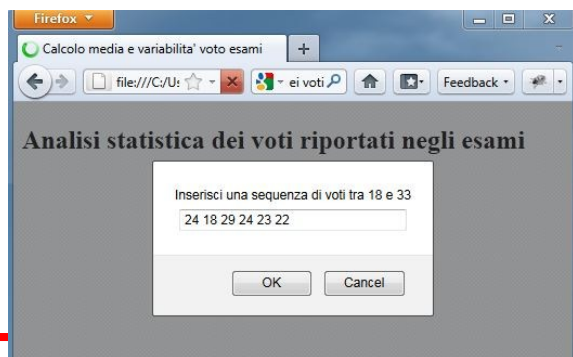 Firefox
Calcolo media e variabilita' voto esami
file:///C:/U:
ei voti
Feedback
Analisi statistica dei voti riportati negli esami
Inserisci una sequenza di voti tra 18 e 33
24 18 29 24 23 22
OK Cancel